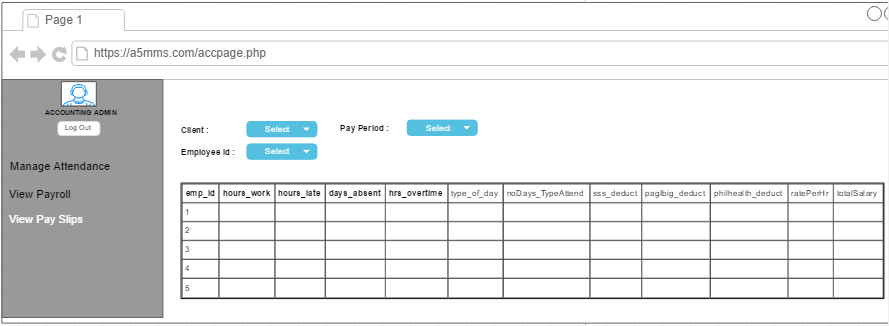 Page 1
https://a5mms.com/accpage.php
ACCOUNTING ADMIN
Log Out
Manage Attendance
View Payroll
View Pay Slips
Client : Select Pay Period : Select
Employee Id : Select
emp_Id hours_work hours_late days_absent hrs_overtime type_of_day noDays_TypeAttend sss_deduct pagIbig_deduct philhealth_deduct ratePerHr totalSalary
1
2
3
4
5